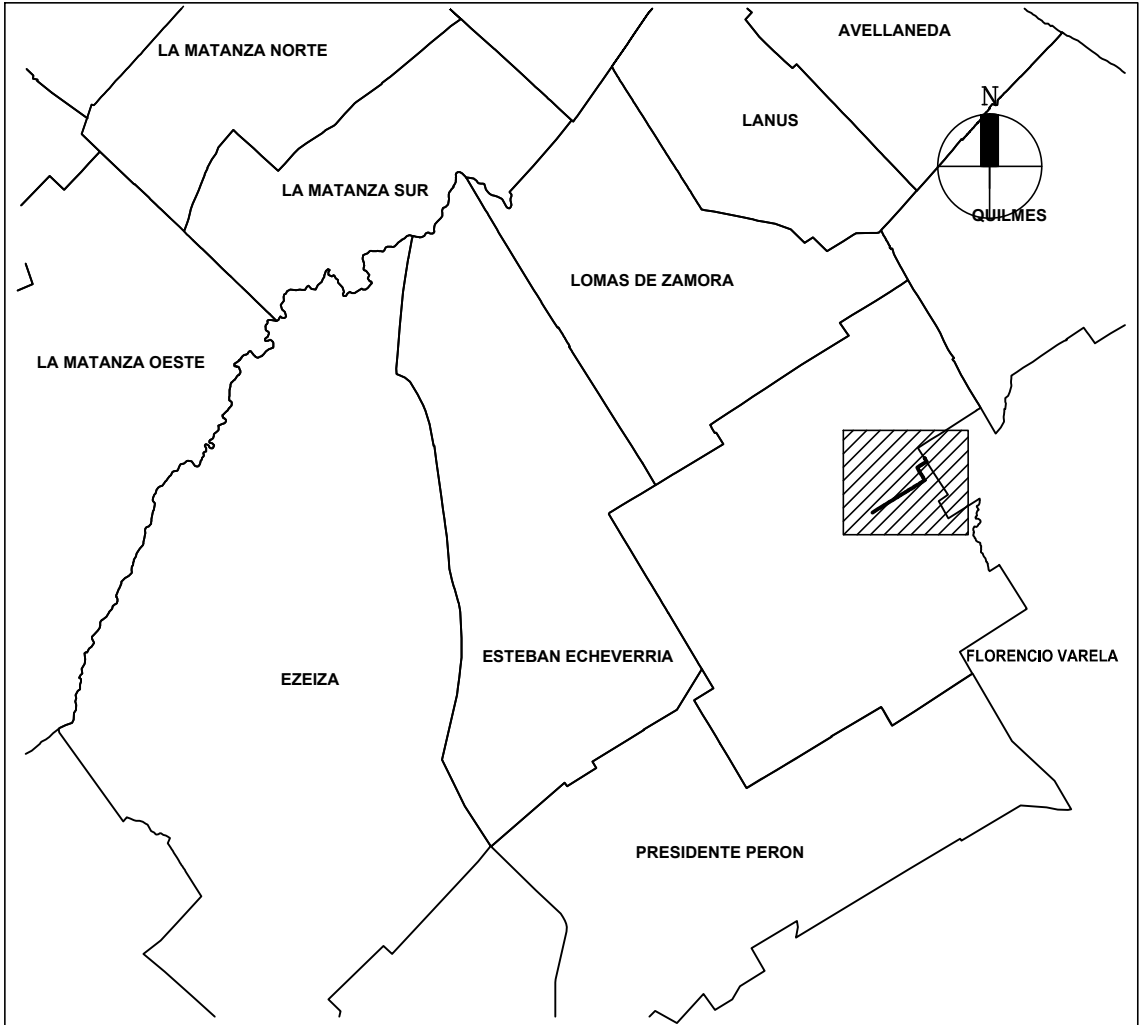 AVELLANEDA
LA MATANZA NORTE
N
LANUS
LA MATANZA SUR
QUILMES
LOMAS DE ZAMORA
LA MATANZA OESTE
ESTEBAN ECHEVERRIA
FLORENCIO VARELA
EZEIZA
PRESIDENTE PERON